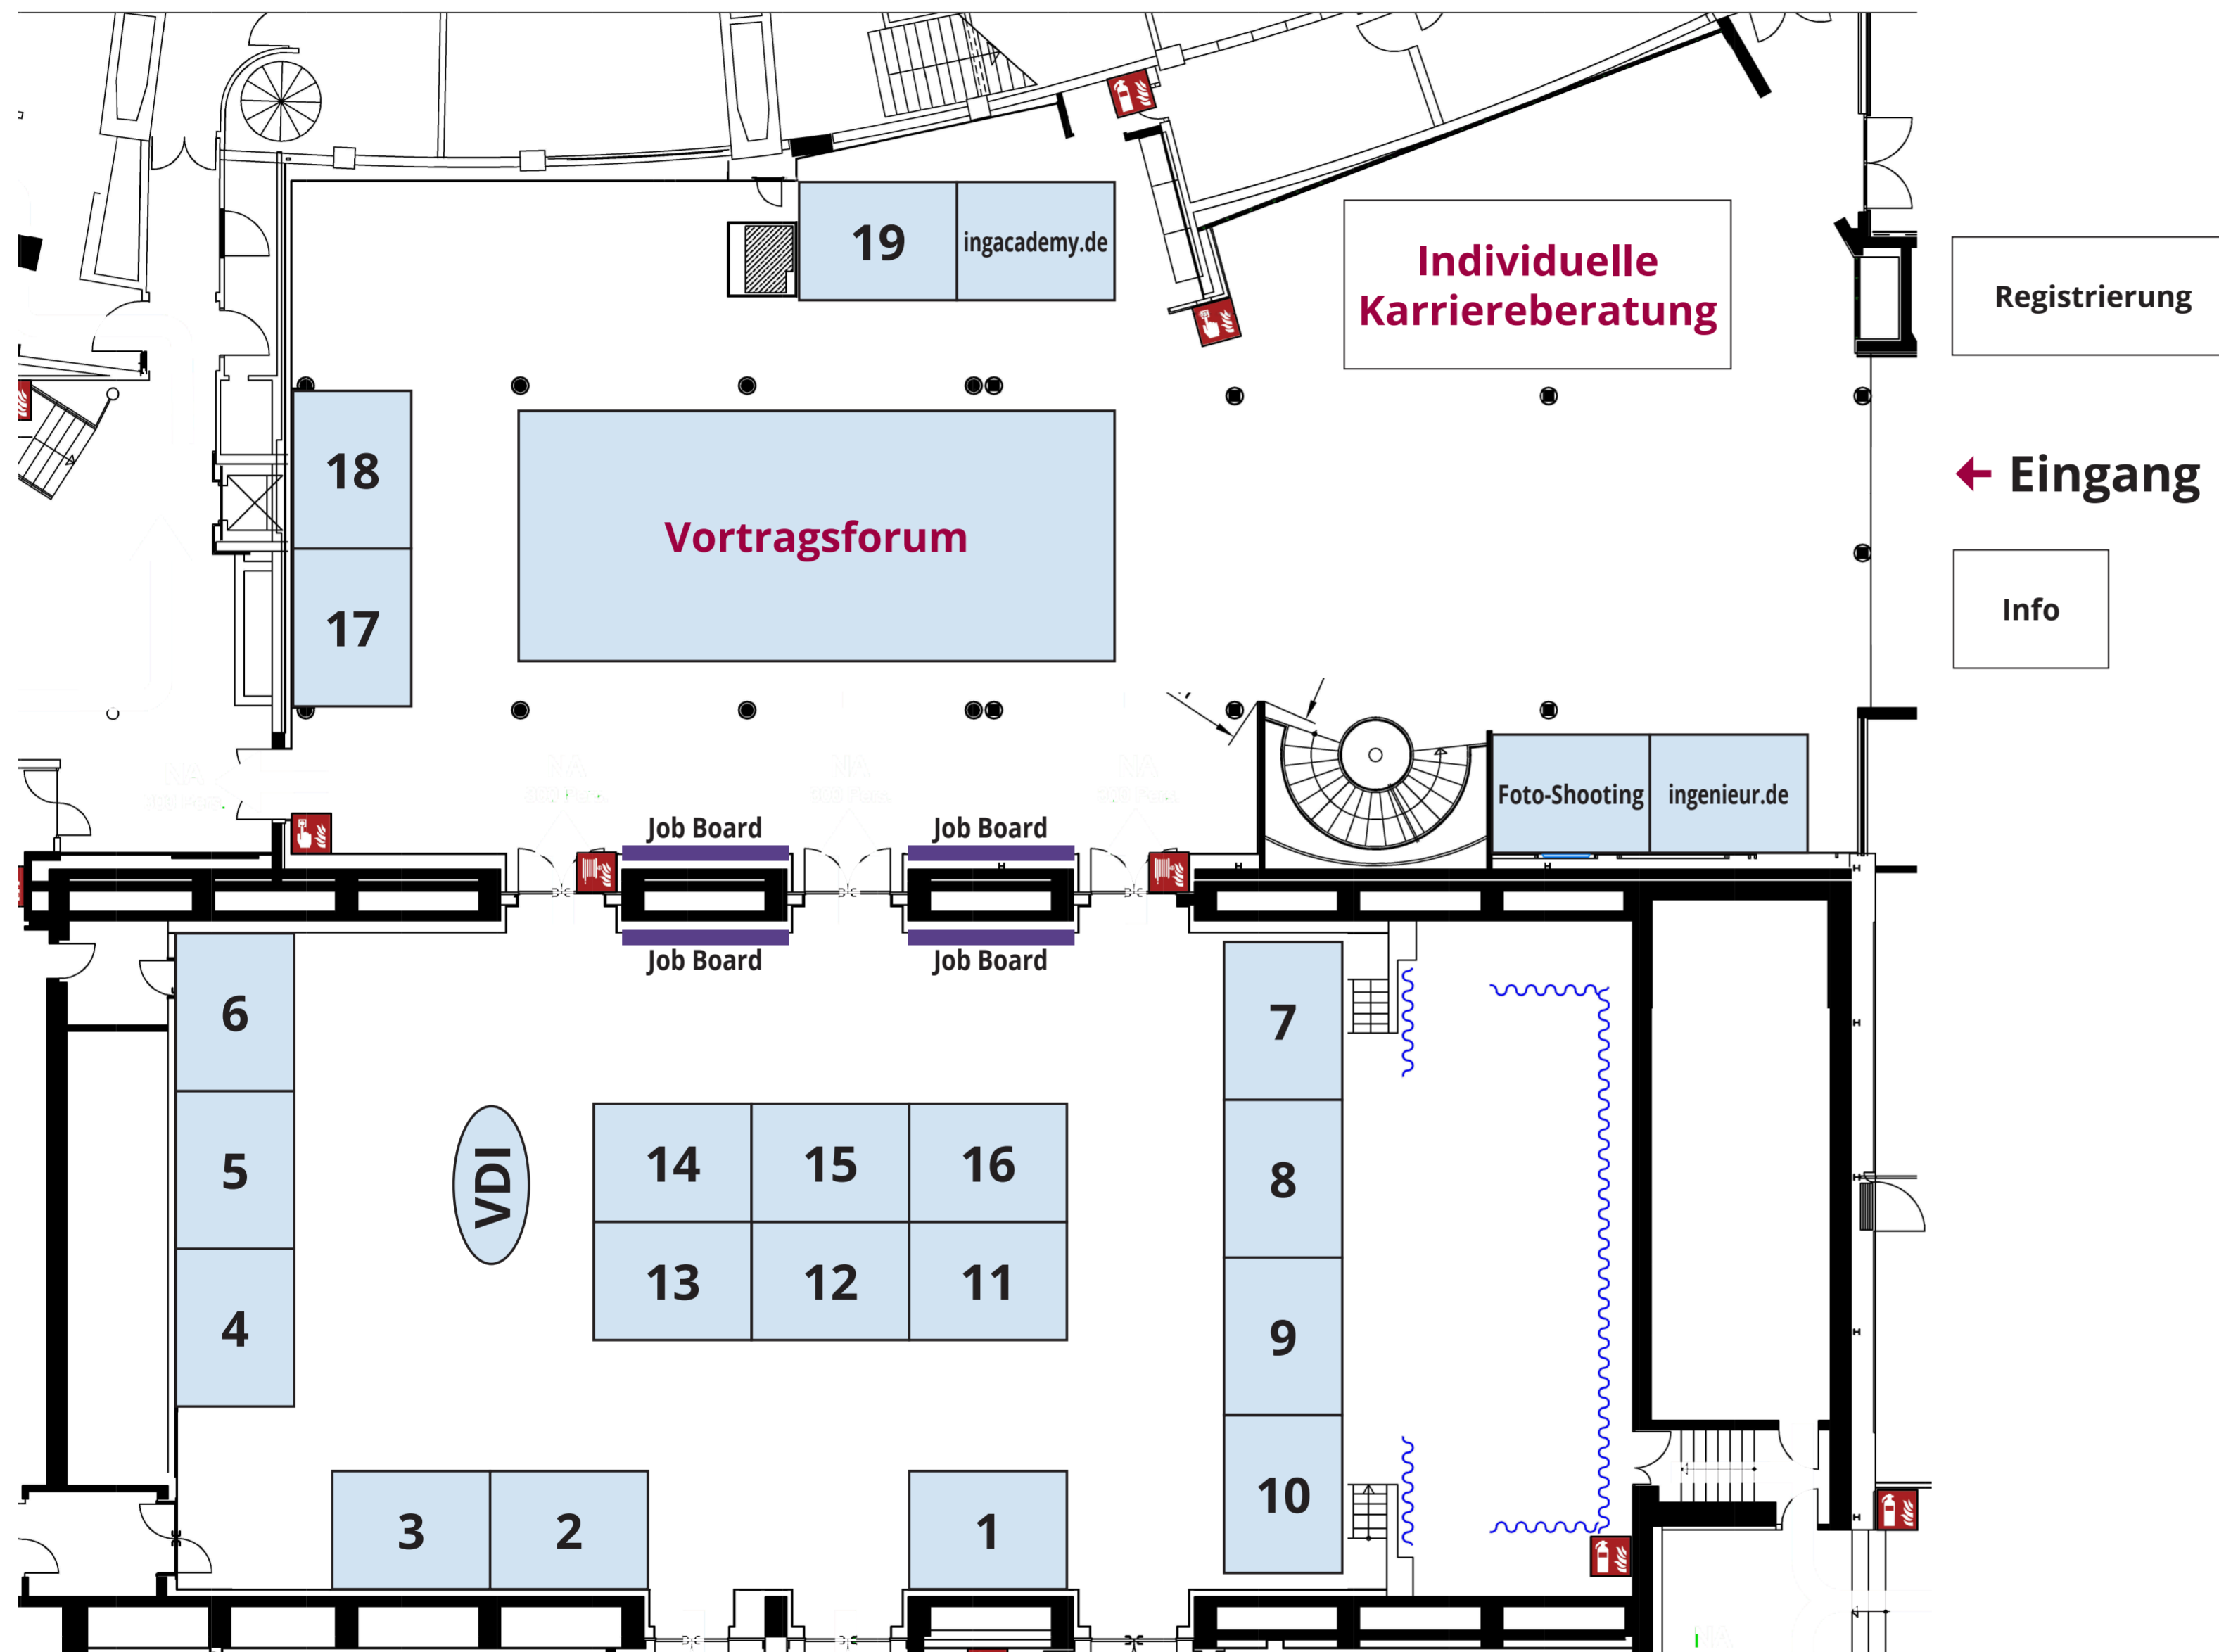 19
ingacademy.de
Individuelle
Karriereberatung
Registrierung
18
Eingang
Vortragsforum
17
Info
Foto-Shooting
ingenieur.de
Job Board
Job Board
Job Board
Job Board
6
7
5
VDI
14
15
16
8
13
12
11
4
9
10
3
2
1